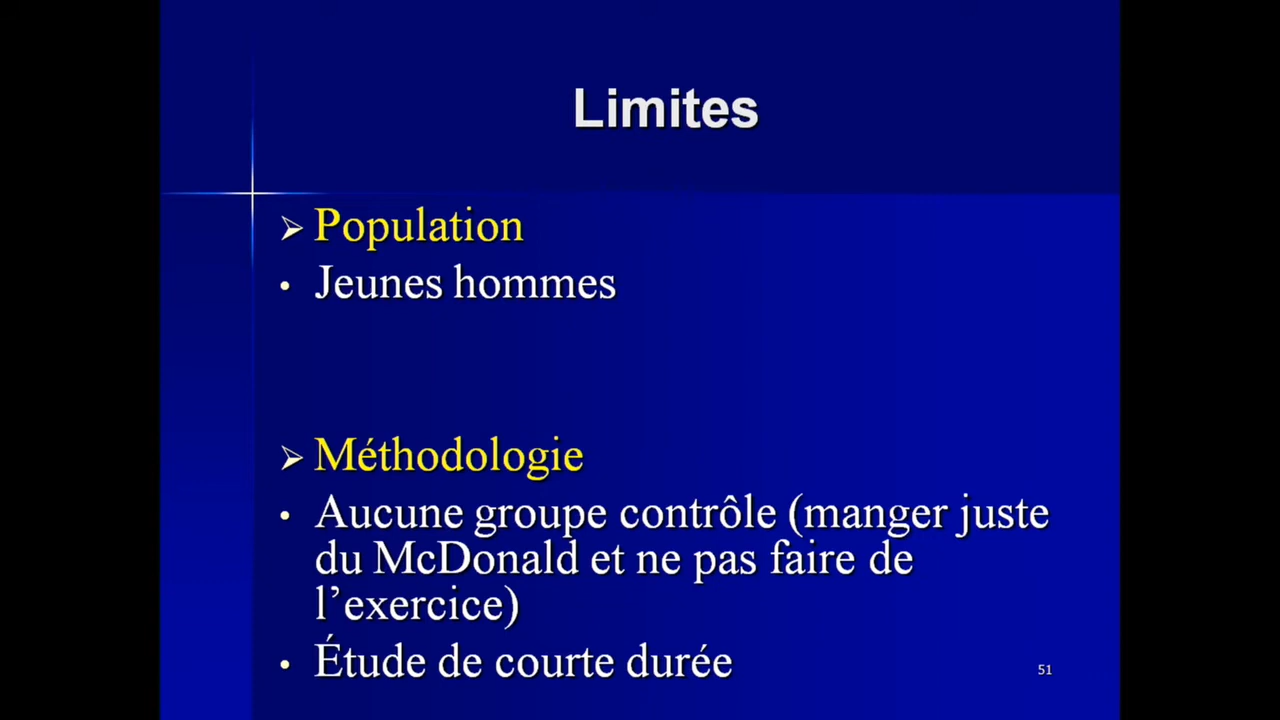 Limites
➢ Population
• Jeunes hommes
➢ Méthodologie
• Aucune groupe contrôle (manger juste
du McDonald et ne pas faire de
l’exercice)
• Étude de courte durée
51